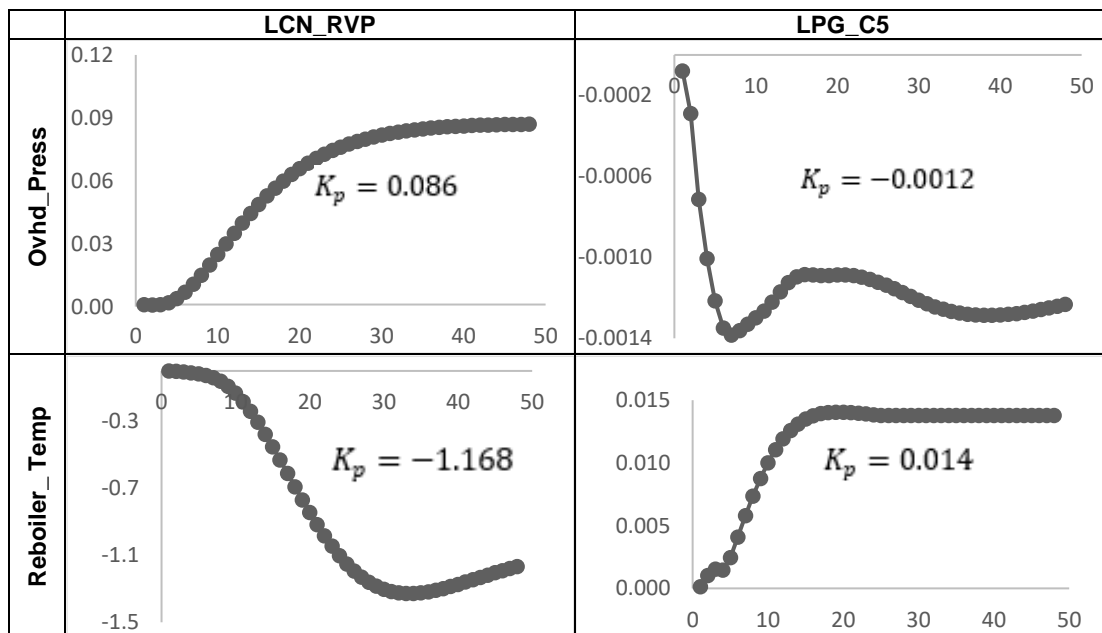 LCN_RVP
LPG_C5
Ovhd_Press
0.12
0.09
0.06
0.03
0.00
0 10 20 30 40 50
K_p = 0.086
0 10 20 30 40 50
-0.0002
-0.0006
-0.0010
-0.0014
K_p = −0.0012
Reboiler_ Temp
0 10 20 30 40 50
-0.3
-0.7
-1.1
-1.5
K_p = −1.168
0.015
0.010
0.005
0.000
0 10 20 30 40 50
K_p = 0.014